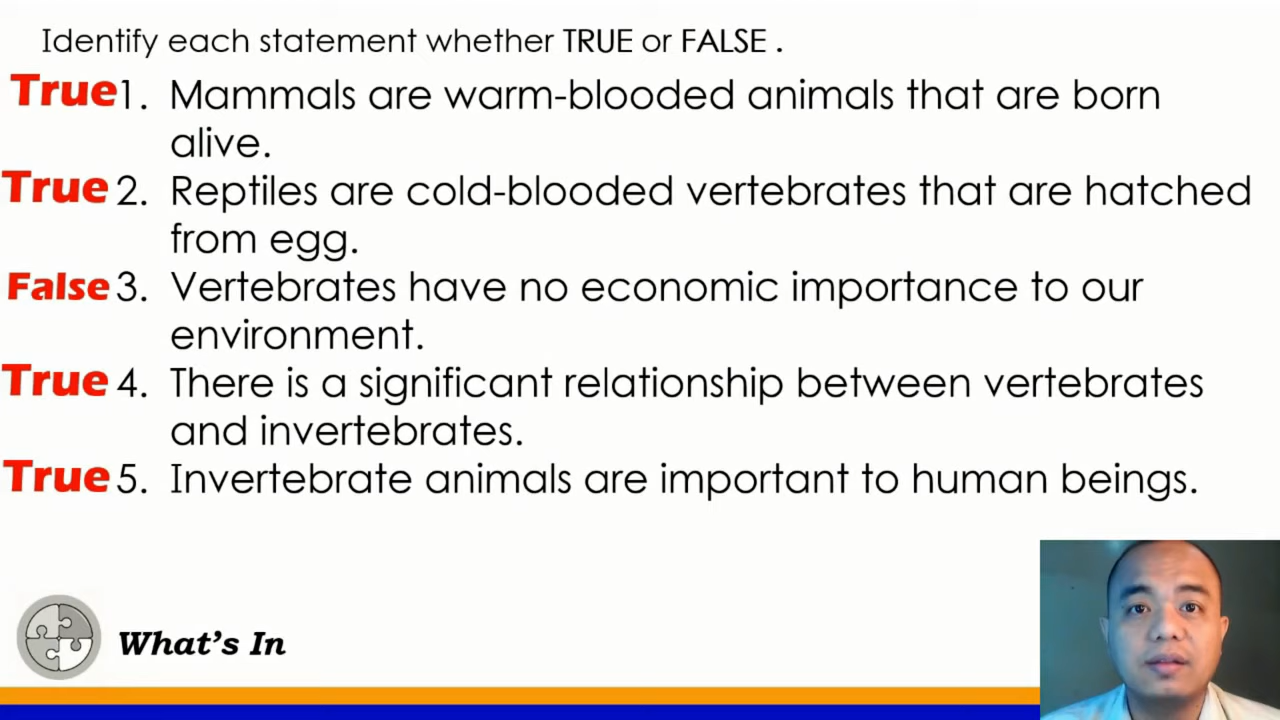 Identify each statement whether TRUE or FALSE .
True 1. Mammals are warm-blooded animals that are born
alive.
True 2. Reptiles are cold-blooded vertebrates that are hatched
from egg.
False 3. Vertebrates have no economic importance to our
environment.
True 4. There is a significant relationship between vertebrates
and invertebrates.
True 5. Invertebrate animals are important to human beings.
What's In